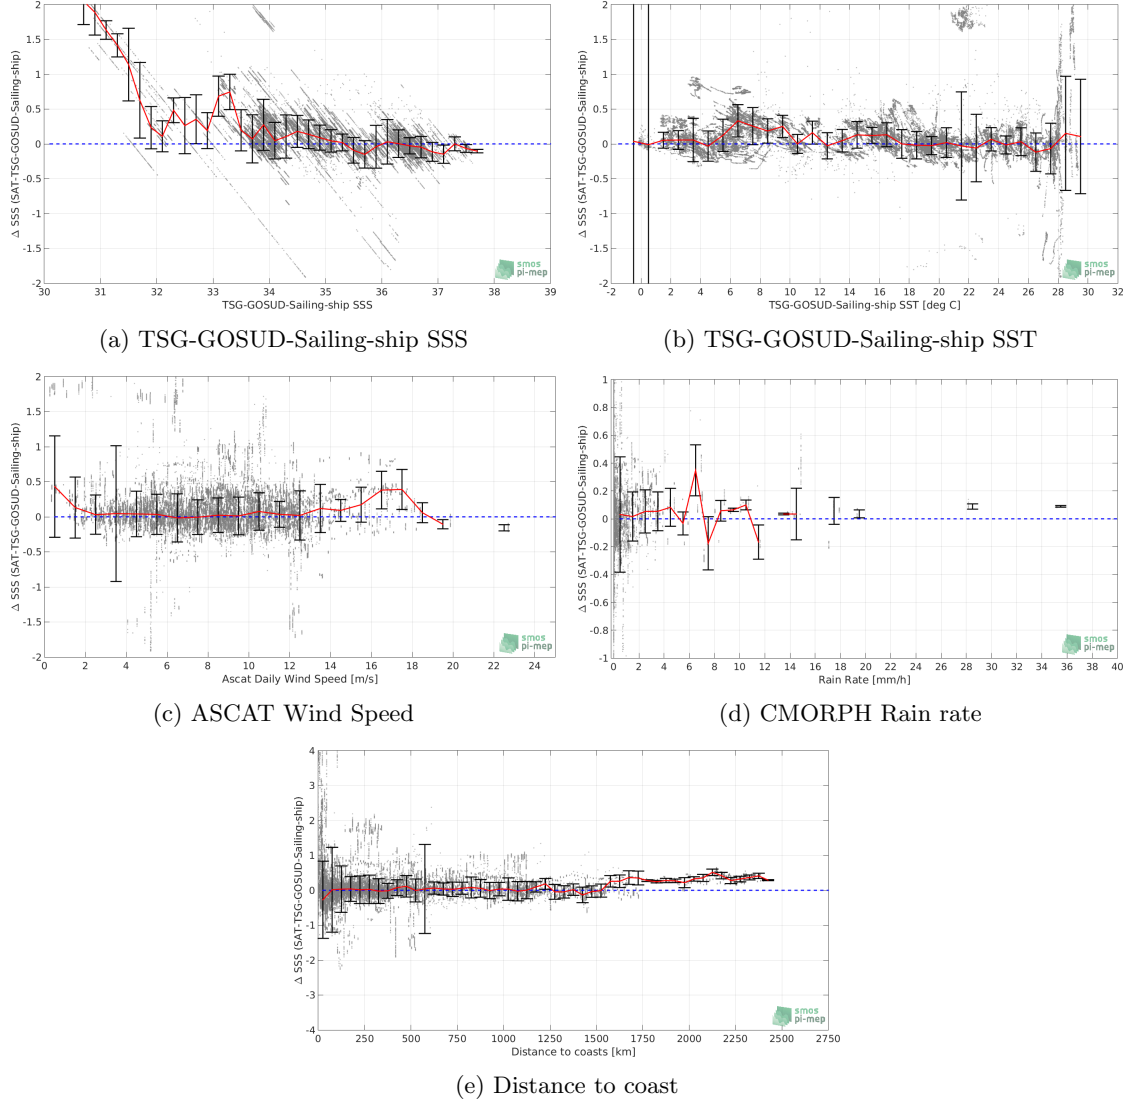 2
1.5
1
0.5
0
-0.5
-1
-1.5
-2
30 31 32 33 34 35 36 37 38 39
Δ SSS (SAT-TSG-GOSUD-Sailing-ship)
TSG-GOSUD-Sailing-ship SSS
smos
pi-mep
(a) TSG-GOSUD-Sailing-ship SSS
2
1.5
1
0.5
0
-0.5
-1
-1.5
-2
-2 0 2 4 6 8 10 12 14 16 18 20 22 24 26 28 30 32
Δ SSS (SAT-TSG-GOSUD-Sailing-ship)
TSG-GOSUD-Sailing-ship SST [deg C]
smos
pi-mep
(b) TSG-GOSUD-Sailing-ship SST
2
1.5
1
0.5
0
-0.5
-1
-1.5
-2
0 2 4 6 8 10 12 14 16 18 20 22 24
Δ SSS (SAT-TSG-GOSUD-Sailing-ship)
Ascat Daily Wind Speed [m/s]
smos
pi-mep
(c) ASCAT Wind Speed
1
0.8
0.6
0.4
0.2
0
-0.2
-0.4
-0.6
-0.8
-1
0 2 4 6 8 10 12 14 16 18 20 22 24 26 28 30 32 34 36 38 40
Δ SSS (SAT-TSG-GOSUD-Sailing-ship)
Rain Rate [mm/h]
smos
pi-mep
(d) CMORPH Rain rate
4
3
2
1
0
-1
-2
-3
-4
0 250 500 750 1000 1250 1500 1750 2000 2250 2500 2750
Δ SSS (SAT-TSG-GOSUD-Sailing-ship)
Distance to coasts [km]
smos
pi-mep
(e) Distance to coast